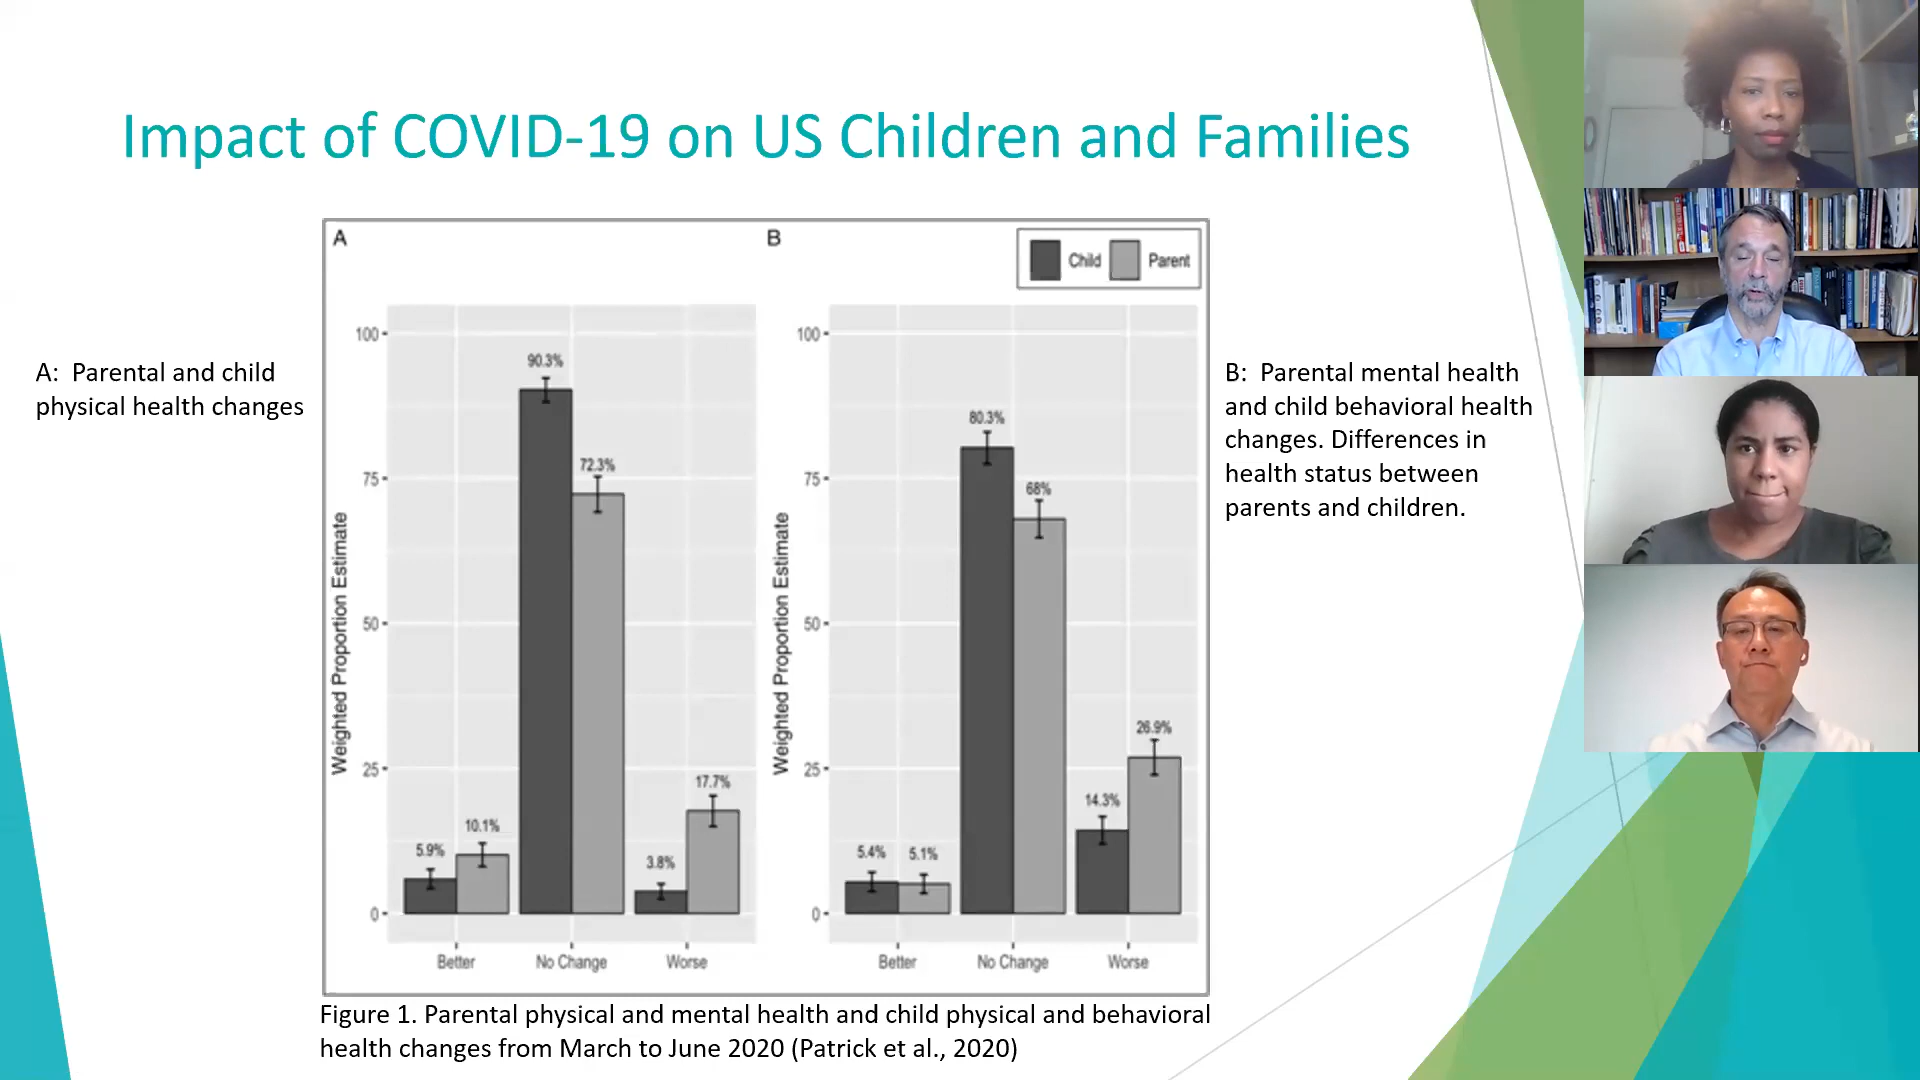 Impact of COVID-19 on US Children and Families
A: Parental and child
physical health changes
A
B
Child
Parent
Weighted Proportion Estimate
100
75
50
25
0
5.9%
10.1%
90.3%
72.3%
3.8%
17.7%
Better
No Change
Worse
Weighted Proportion Estimate
100
75
50
25
0
5.4%
5.1%
80.3%
68%
14.3%
26.9%
Better
No Change
Worse
B: Parental mental health
and child behavioral health
changes. Differences in
health status between
parents and children.
Figure 1. Parental physical and mental health and child physical and behavioral
health changes from March to June 2020 (Patrick et al., 2020)